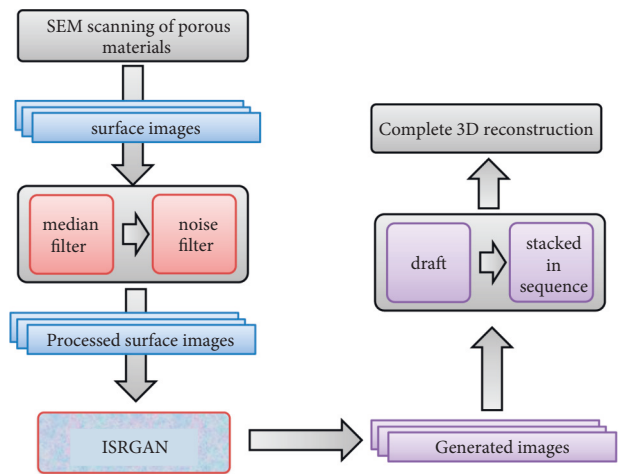 SEM scanning of porous
materials
surface images
median
filter
noise
filter
Processed surface images
ISRGAN
Generated images
draft
stacked
in
sequence
Complete 3D reconstruction